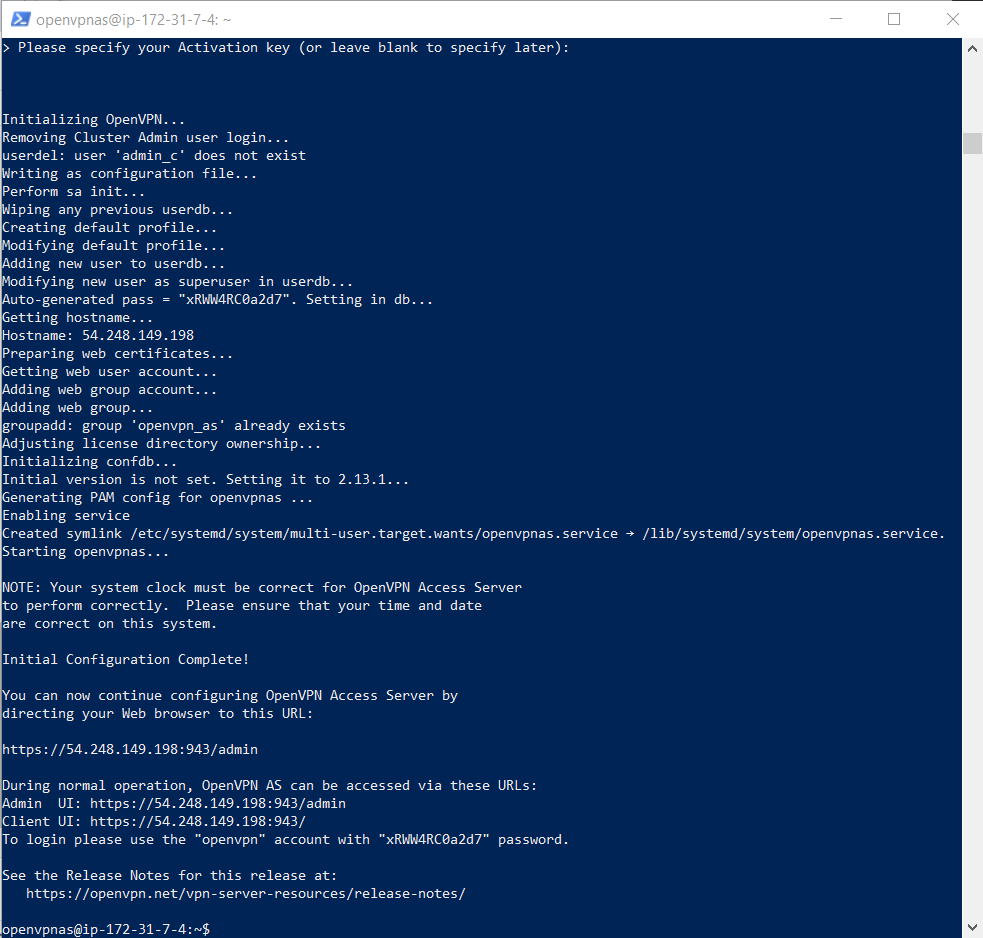 openvpnas@ip-172-31-7-4: ~
> Please specify your Activation key (or leave blank to specify later):
Initializing OpenVPN...
Removing Cluster Admin user login...
userdel: user 'admin_c' does not exist
Writing as configuration file...
Perform sa init...
Wiping any previous userdb...
Creating default profile...
Modifying default profile...
Adding new user to userdb...
Modifying new user as superuser in userdb...
Auto-generated pass = "xRWW4RC0a2d7". Setting in db...
Getting hostname...
Hostname: 54.248.149.198
Preparing web certificates...
Getting web user account...
Adding web group account...
Adding web group...
groupadd: group 'openvpn_as' already exists
Adjusting license directory ownership...
Initializing confdb...
Initial version is not set. Setting it to 2.13.1...
Generating PAM config for openvpnas ...
Enabling service
Created symlink /etc/systemd/system/multi-user.target.wants/openvpnas.service → /lib/systemd/system/openvpnas.service.
Starting openvpnas...
NOTE: Your system clock must be correct for OpenVPN Access Server
to perform correctly.  Please ensure that your time and date
are correct on this system.
Initial Configuration Complete!
You can now continue configuring OpenVPN Access Server by
directing your Web browser to this URL:
https://54.248.149.198:943/admin
During normal operation, OpenVPN AS can be accessed via these URLs:
Admin  UI: https://54.248.149.198:943/admin
Client UI: https://54.248.149.198:943/
To login please use the "openvpn" account with "xRWW4RC0a2d7" password.
See the Release Notes for this release at:
   https://openvpn.net/vpn-server-resources/release-notes/
openvpnas@ip-172-31-7-4:~$